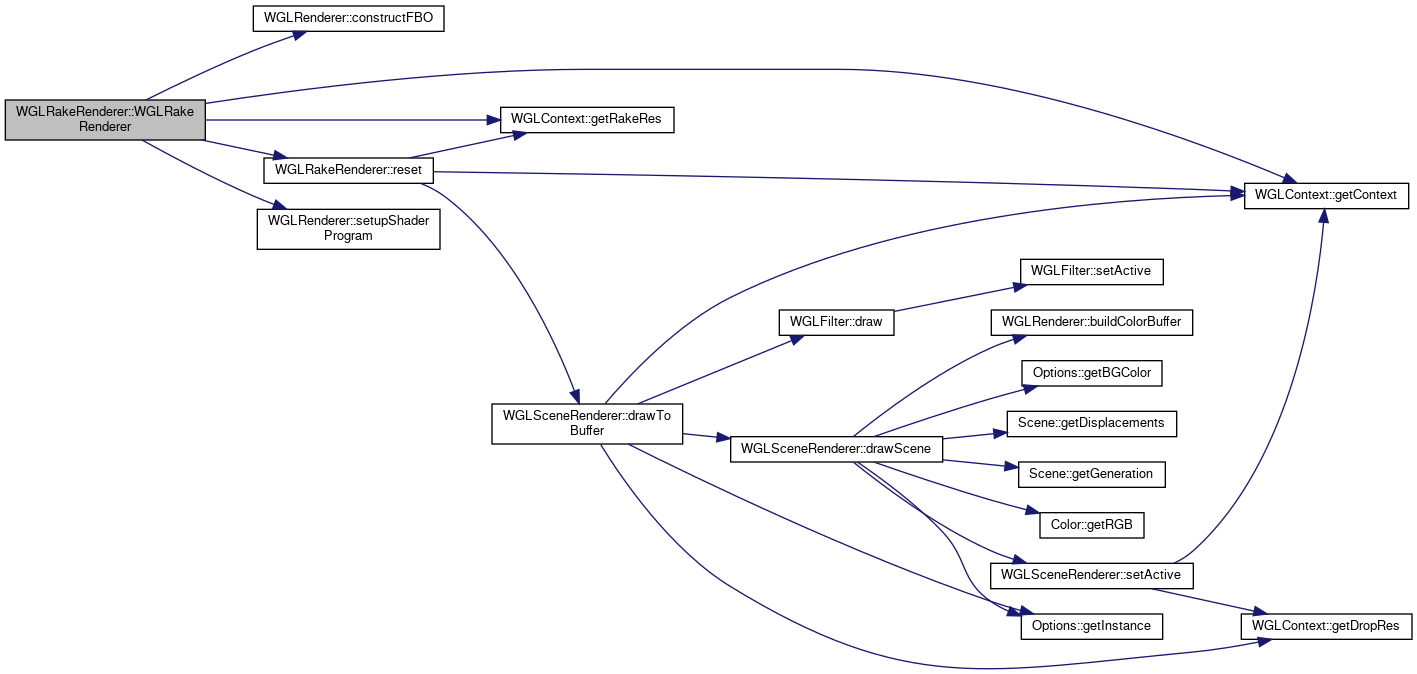 WGLRenderer::constructFBO
WGLRakeRenderer::WGLRake
Renderer
WGLContext::getRakeRes
WGLRakeRenderer::reset
WGLContext::getContext
WGLRenderer::setupShader
Program
WGLFilter::setActive
WGLFilter::draw
WGLRenderer::buildColorBuffer
Options::getBGColor
WGLSceneRenderer::drawTo
Buffer
Scene::getDisplacements
WGLSceneRenderer::drawScene
Scene::getGeneration
Color::getRGB
WGLSceneRenderer::setActive
Options::getInstance
WGLContext::getDropRes